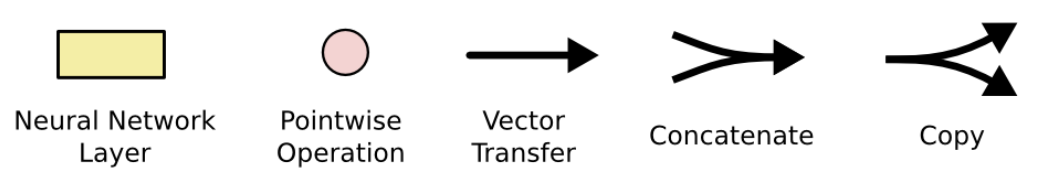 Neural Network
Layer
Pointwise
Operation
Vector
Transfer
Concatenate
Copy